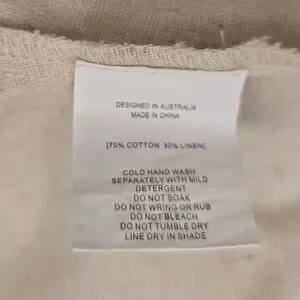 DESIGNED IN AUSTRALIA
MADE IN CHINA
[70% COTTON 30% LINEN]
COLD HAND WASH
SEPARATELY WITH MILD
DETERGENT
DO NOT SOAK
DO NOT WRING OR RUB
DO NOT BLEACH
DO NOT TUMBLE DRY
LINE DRY IN SHADE